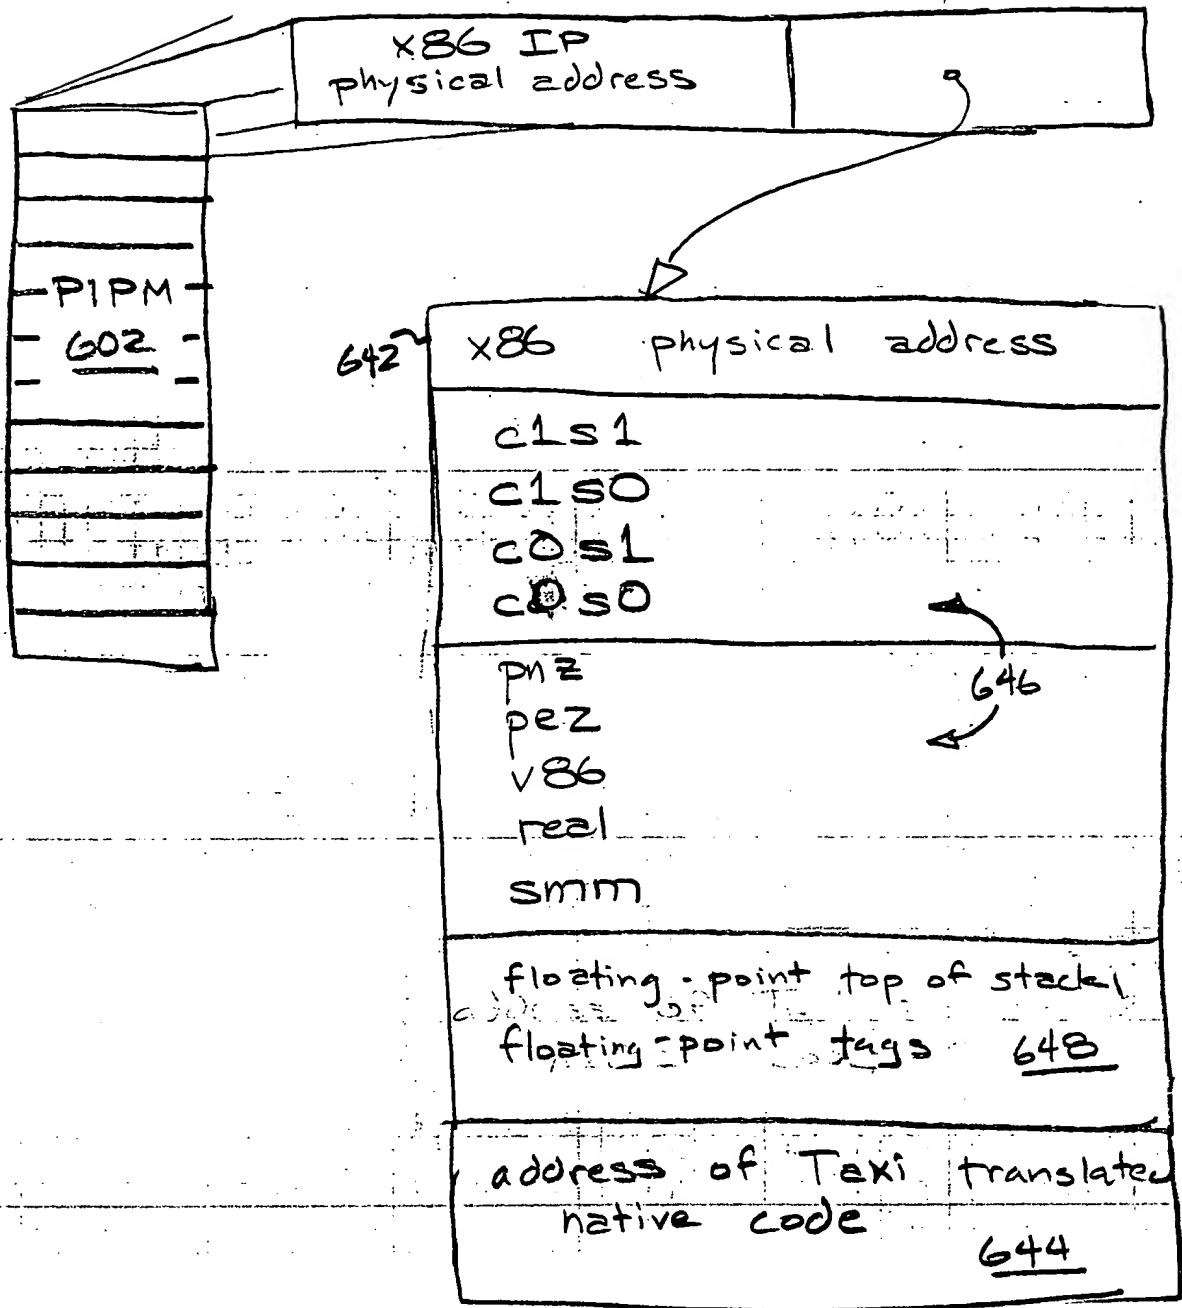 x86 IP
physical address
PIPM
602
642
x86 physical address
c1s1
c1s0
c0s1
c0s0
646
pnz
pez
v86
real
smm
floating-point top of stack
floating-point tags 648
address of Taxi translated
native code
644